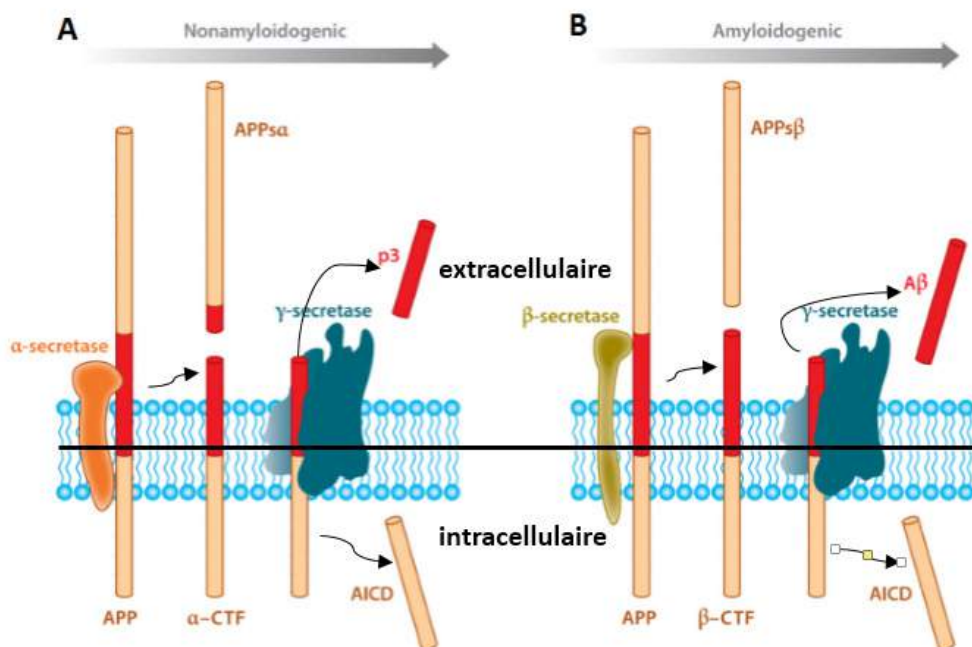 A
Nonamyloidogenic
APPsα
p3
extracellulaire
γ-secretase
α-secretase
intracellulaire
AICD
APP
α-CTF
B
Amyloidogenic
APPsβ
Aβ
γ-secretase
β-secretase
AICD
APP
β-CTF